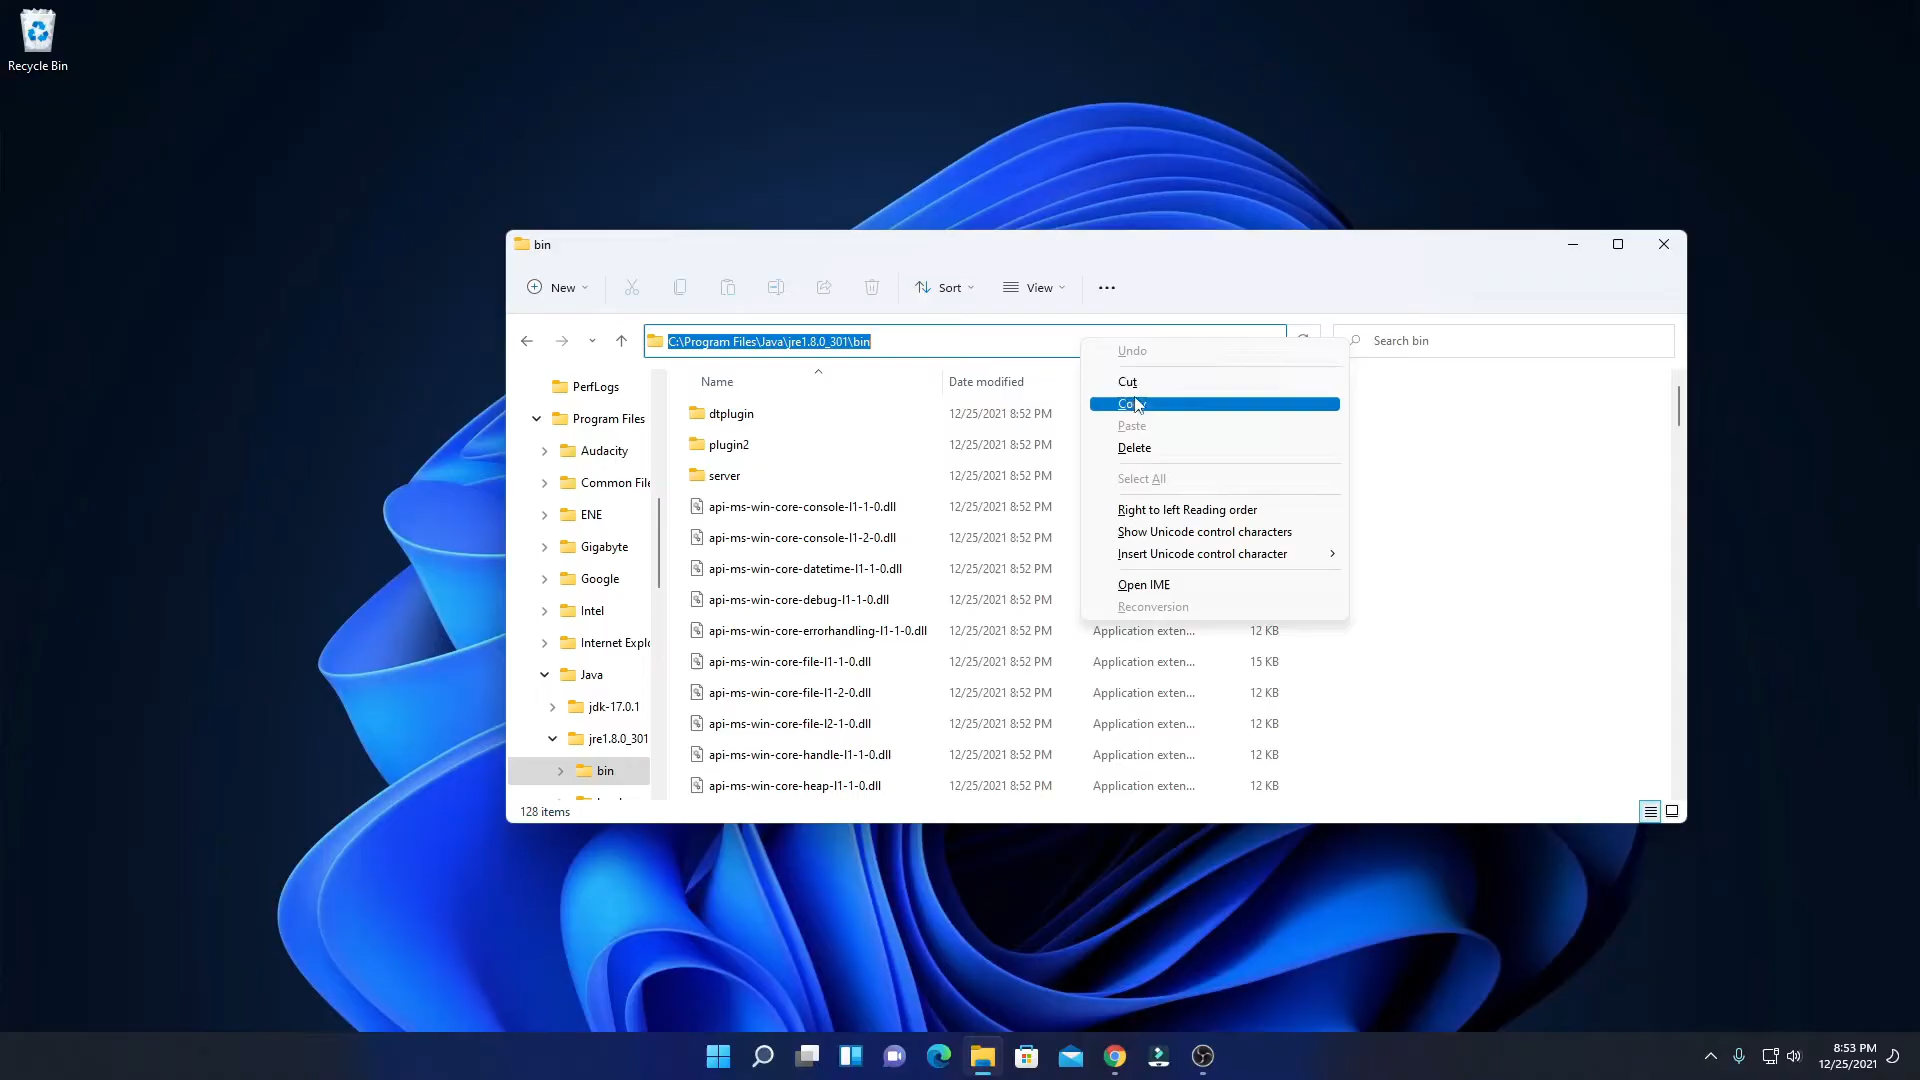 Recycle Bin
bin
New
Sort
View
C:\Program Files\Java\jre1.8.0_301\bin
Search bin
PerfLogs
Program Files
Audacity
Common File
ENE
Gigabyte
Google
Intel
Internet Explo
Java
jdk-17.0.1
jre1.8.0_301
bin
Name
Date modified
dtplugin 12/25/2021 8:52 PM
plugin2 12/25/2021 8:52 PM
server 12/25/2021 8:52 PM
api-ms-win-core-console-l1-1-0.dll 12/25/2021 8:52 PM
api-ms-win-core-console-l1-2-0.dll 12/25/2021 8:52 PM
api-ms-win-core-datetime-l1-1-0.dll 12/25/2021 8:52 PM
api-ms-win-core-debug-l1-1-0.dll 12/25/2021 8:52 PM
api-ms-win-core-errorhandling-l1-1-0.dll 12/25/2021 8:52 PM Application exten... 12 KB
api-ms-win-core-file-l1-1-0.dll 12/25/2021 8:52 PM Application exten... 15 KB
api-ms-win-core-file-l1-2-0.dll 12/25/2021 8:52 PM Application exten... 12 KB
api-ms-win-core-file-l2-1-0.dll 12/25/2021 8:52 PM Application exten... 12 KB
api-ms-win-core-handle-l1-1-0.dll 12/25/2021 8:52 PM Application exten... 12 KB
api-ms-win-core-heap-l1-1-0.dll 12/25/2021 8:52 PM Application exten... 12 KB
Undo
Cut
Copy
Paste
Delete
Select All
Right to left Reading order
Show Unicode control characters
Insert Unicode control character
Open IME
Reconversion
128 items
8:53 PM
12/25/2021